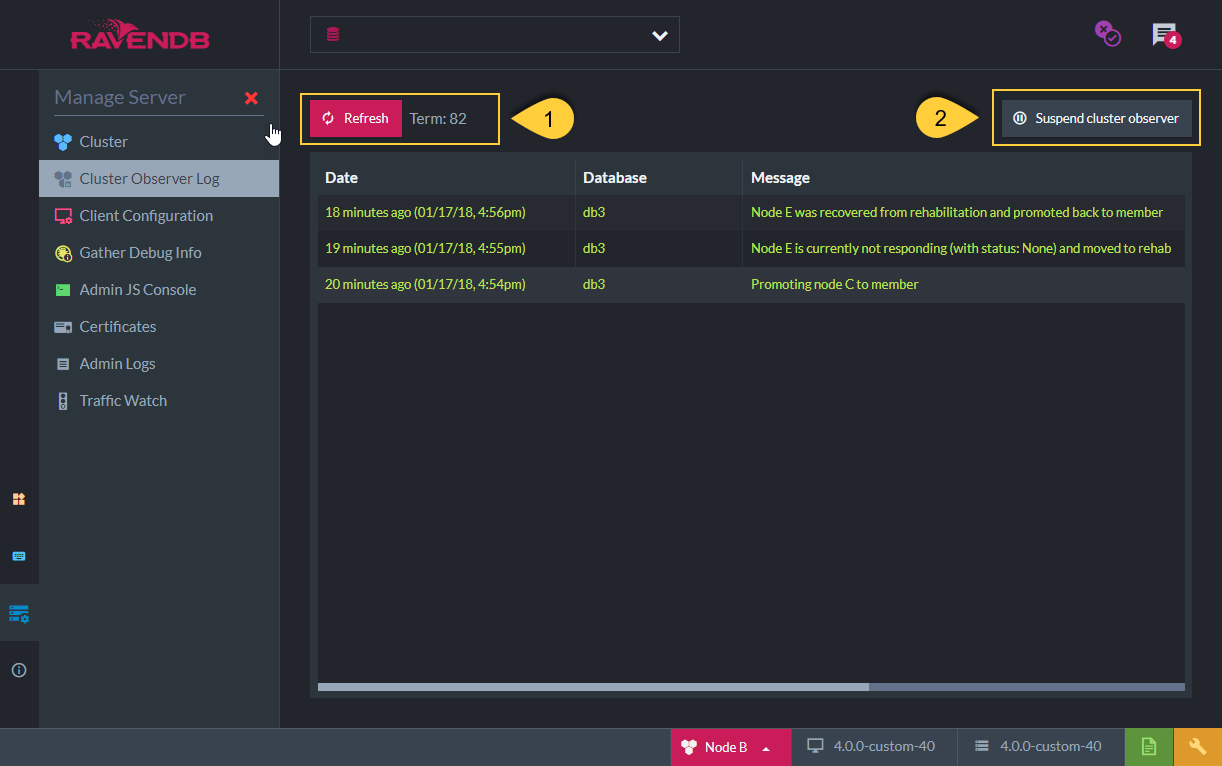 RAVENDB
4
Manage Server
Cluster
Cluster Observer Log
Client Configuration
Gather Debug Info
Admin JS Console
Certificates
Admin Logs
Traffic Watch
Refresh
Term: 82
1
2
Suspend cluster observer
Date Database Message
18 minutes ago (01/17/18, 4:56pm) db3 Node E was recovered from rehabilitation and promoted back to member
19 minutes ago (01/17/18, 4:55pm) db3 Node E is currently not responding (with status: None) and moved to rehab
20 minutes ago (01/17/18, 4:54pm) db3 Promoting node C to member
Node B
4.0.0-custom-40
4.0.0-custom-40